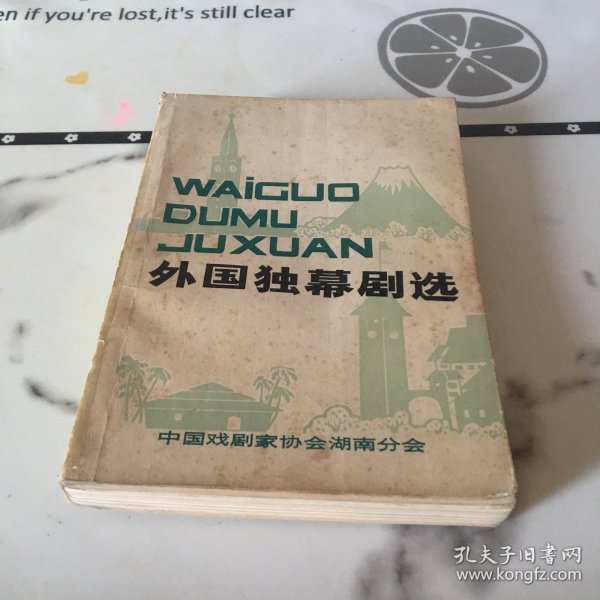 en if you're lost,it's still clear
WAiGUO
DUMU
JUXUAN
外国独幕剧选
中国戏剧家协会湖南分会
孔夫子旧书网
www.kongfz.com